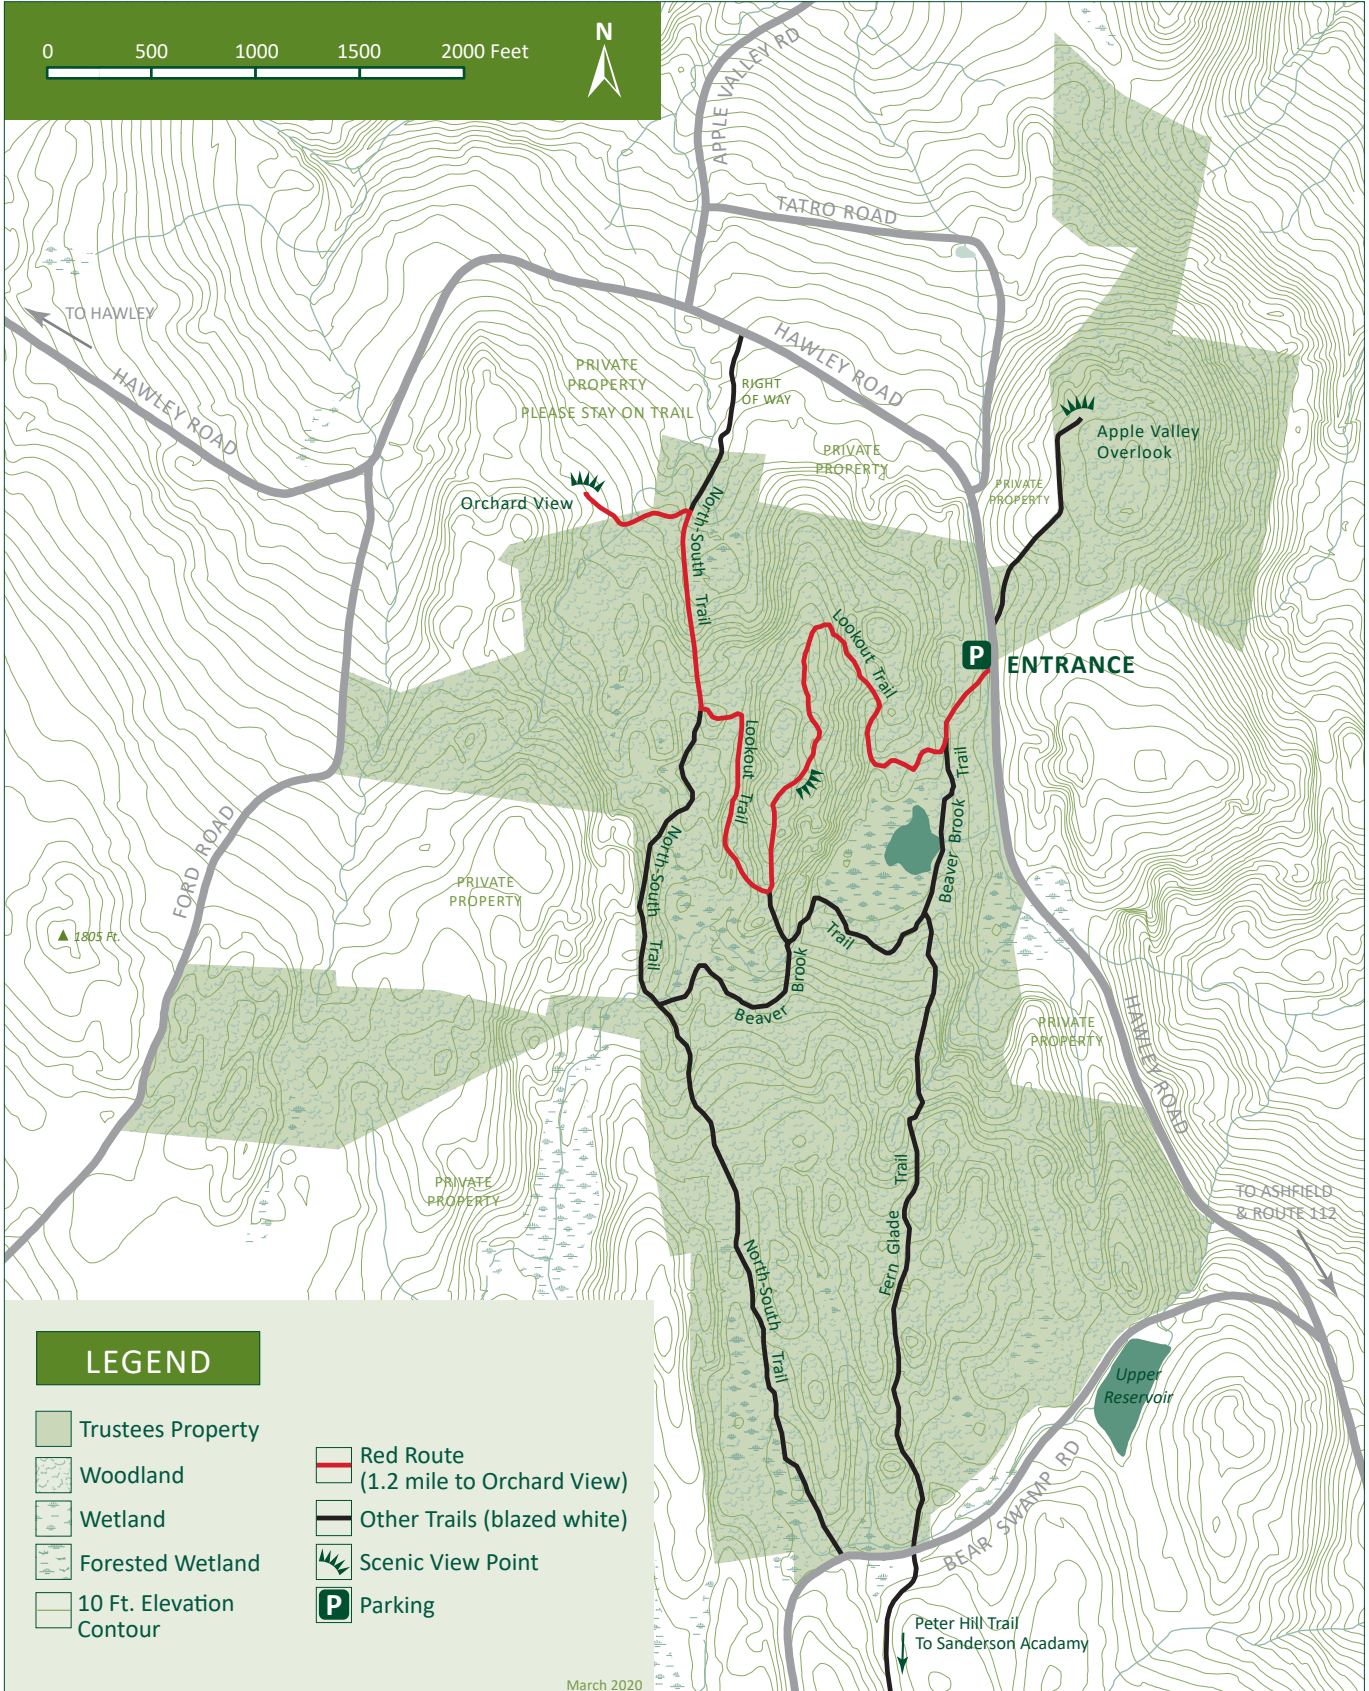 0 500 1000 1500 2000 Feet
N
APPLE VALLEY RD
TATRO ROAD
TO HAWLEY
HAWLEY ROAD
HAWLEY ROAD
PRIVATE
PROPERTY
PLEASE STAY ON TRAIL
RIGHT
OF WAY
PRIVATE
PROPERTY
Apple Valley
Overlook
PRIVATE
PROPERTY
Orchard View
North-South Trail
Lookout Trail
P
ENTRANCE
Lookout Trail
Beaver Brook Trail
FORD ROAD
North-South Trail
PRIVATE
PROPERTY
1805 Ft.
Beaver Brook Trail
PRIVATE
PROPERTY
HAWLEY ROAD
PRIVATE
PROPERTY
Fern Glade Trail
TO ASHFIELD
& ROUTE 112
North-South Trail
Upper
Reservoir
BEAR SWAMP RD
Peter Hill Trail
To Sanderson Acadamy
LEGEND
Trustees Property
Woodland
Wetland
Forested Wetland
10 Ft. Elevation
Contour
Red Route
(1.2 mile to Orchard View)
Other Trails (blazed white)
Scenic View Point
P
Parking
March 2020